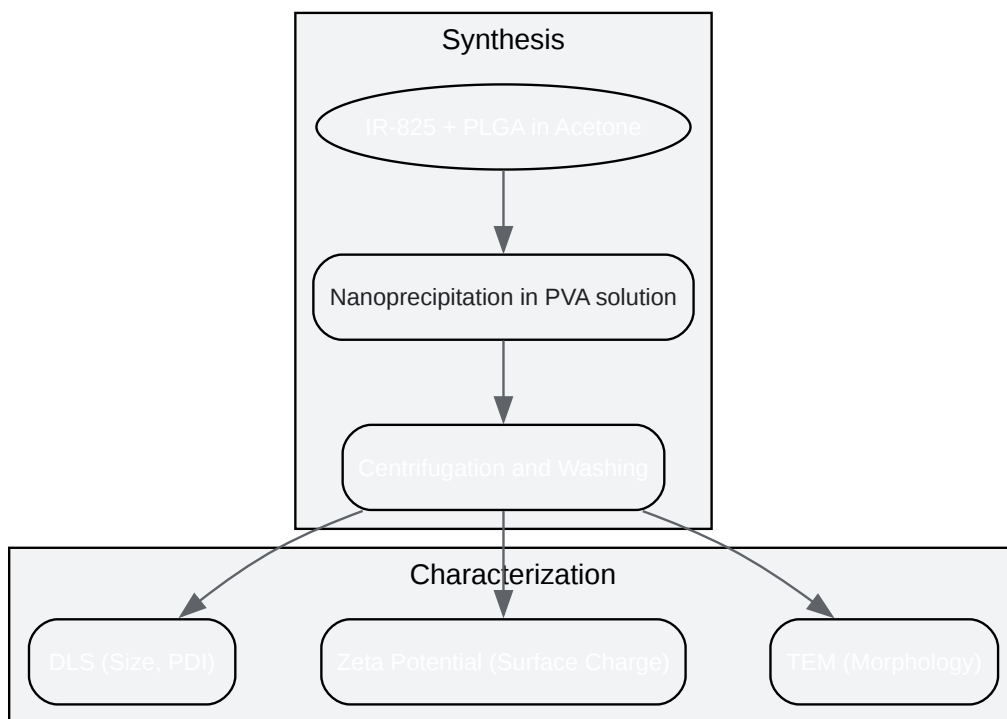 Synthesis
IR-825 + PLGA in Acetone
Nanoprecipitation in PVA solution
Centrifugation and Washing
Characterization
DLS (Size, PDI)
Zeta Potential (Surface Charge)
TEM (Morphology)